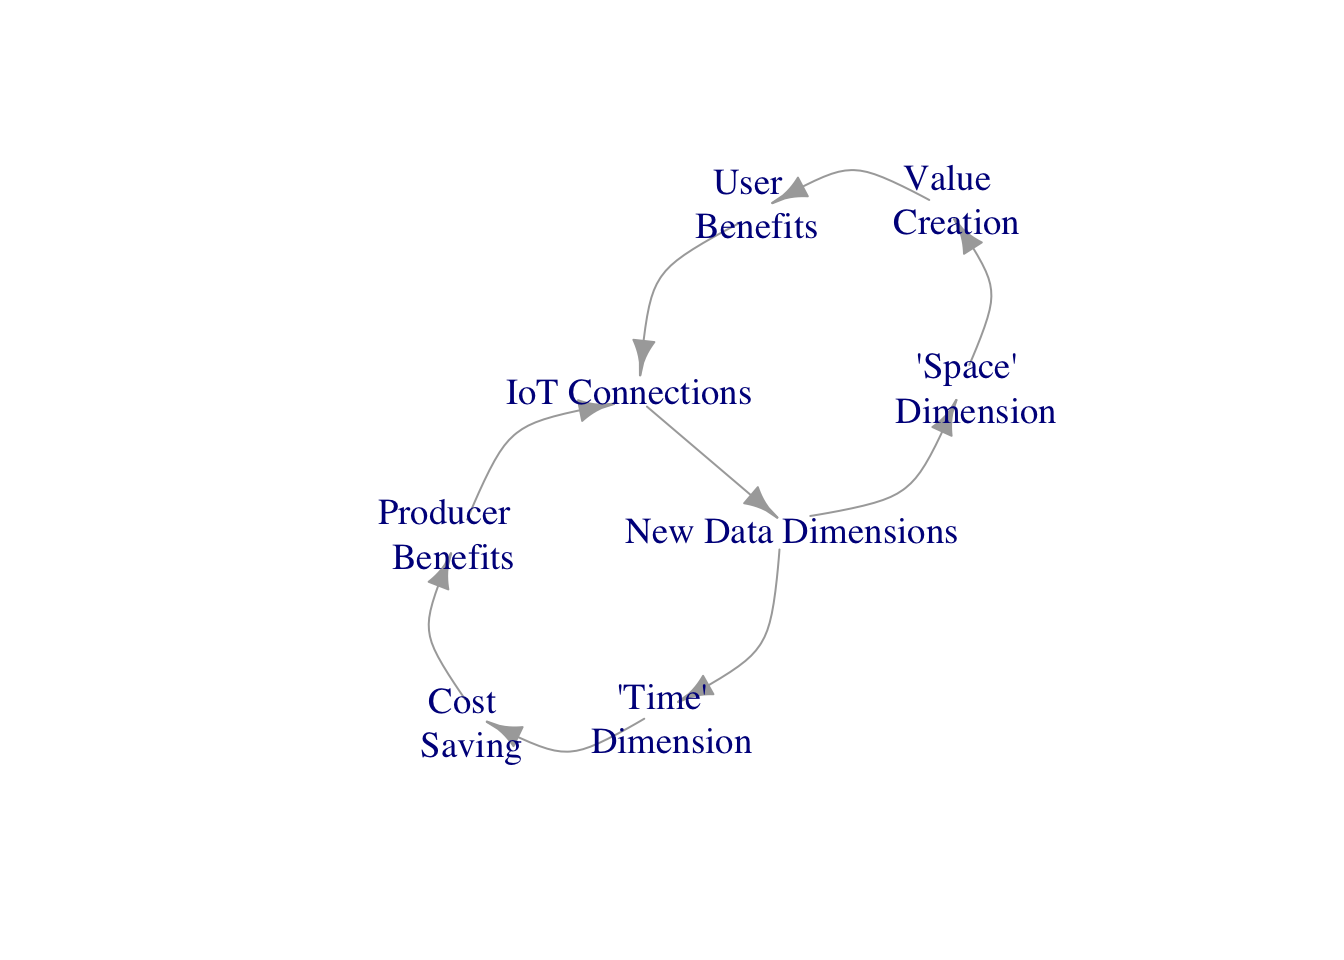 User
Benefits
Value
Creation
'Space'
Dimension
IoT Connections
Producer
Benefits
New Data Dimensions
Cost
Saving
'Time'
Dimension